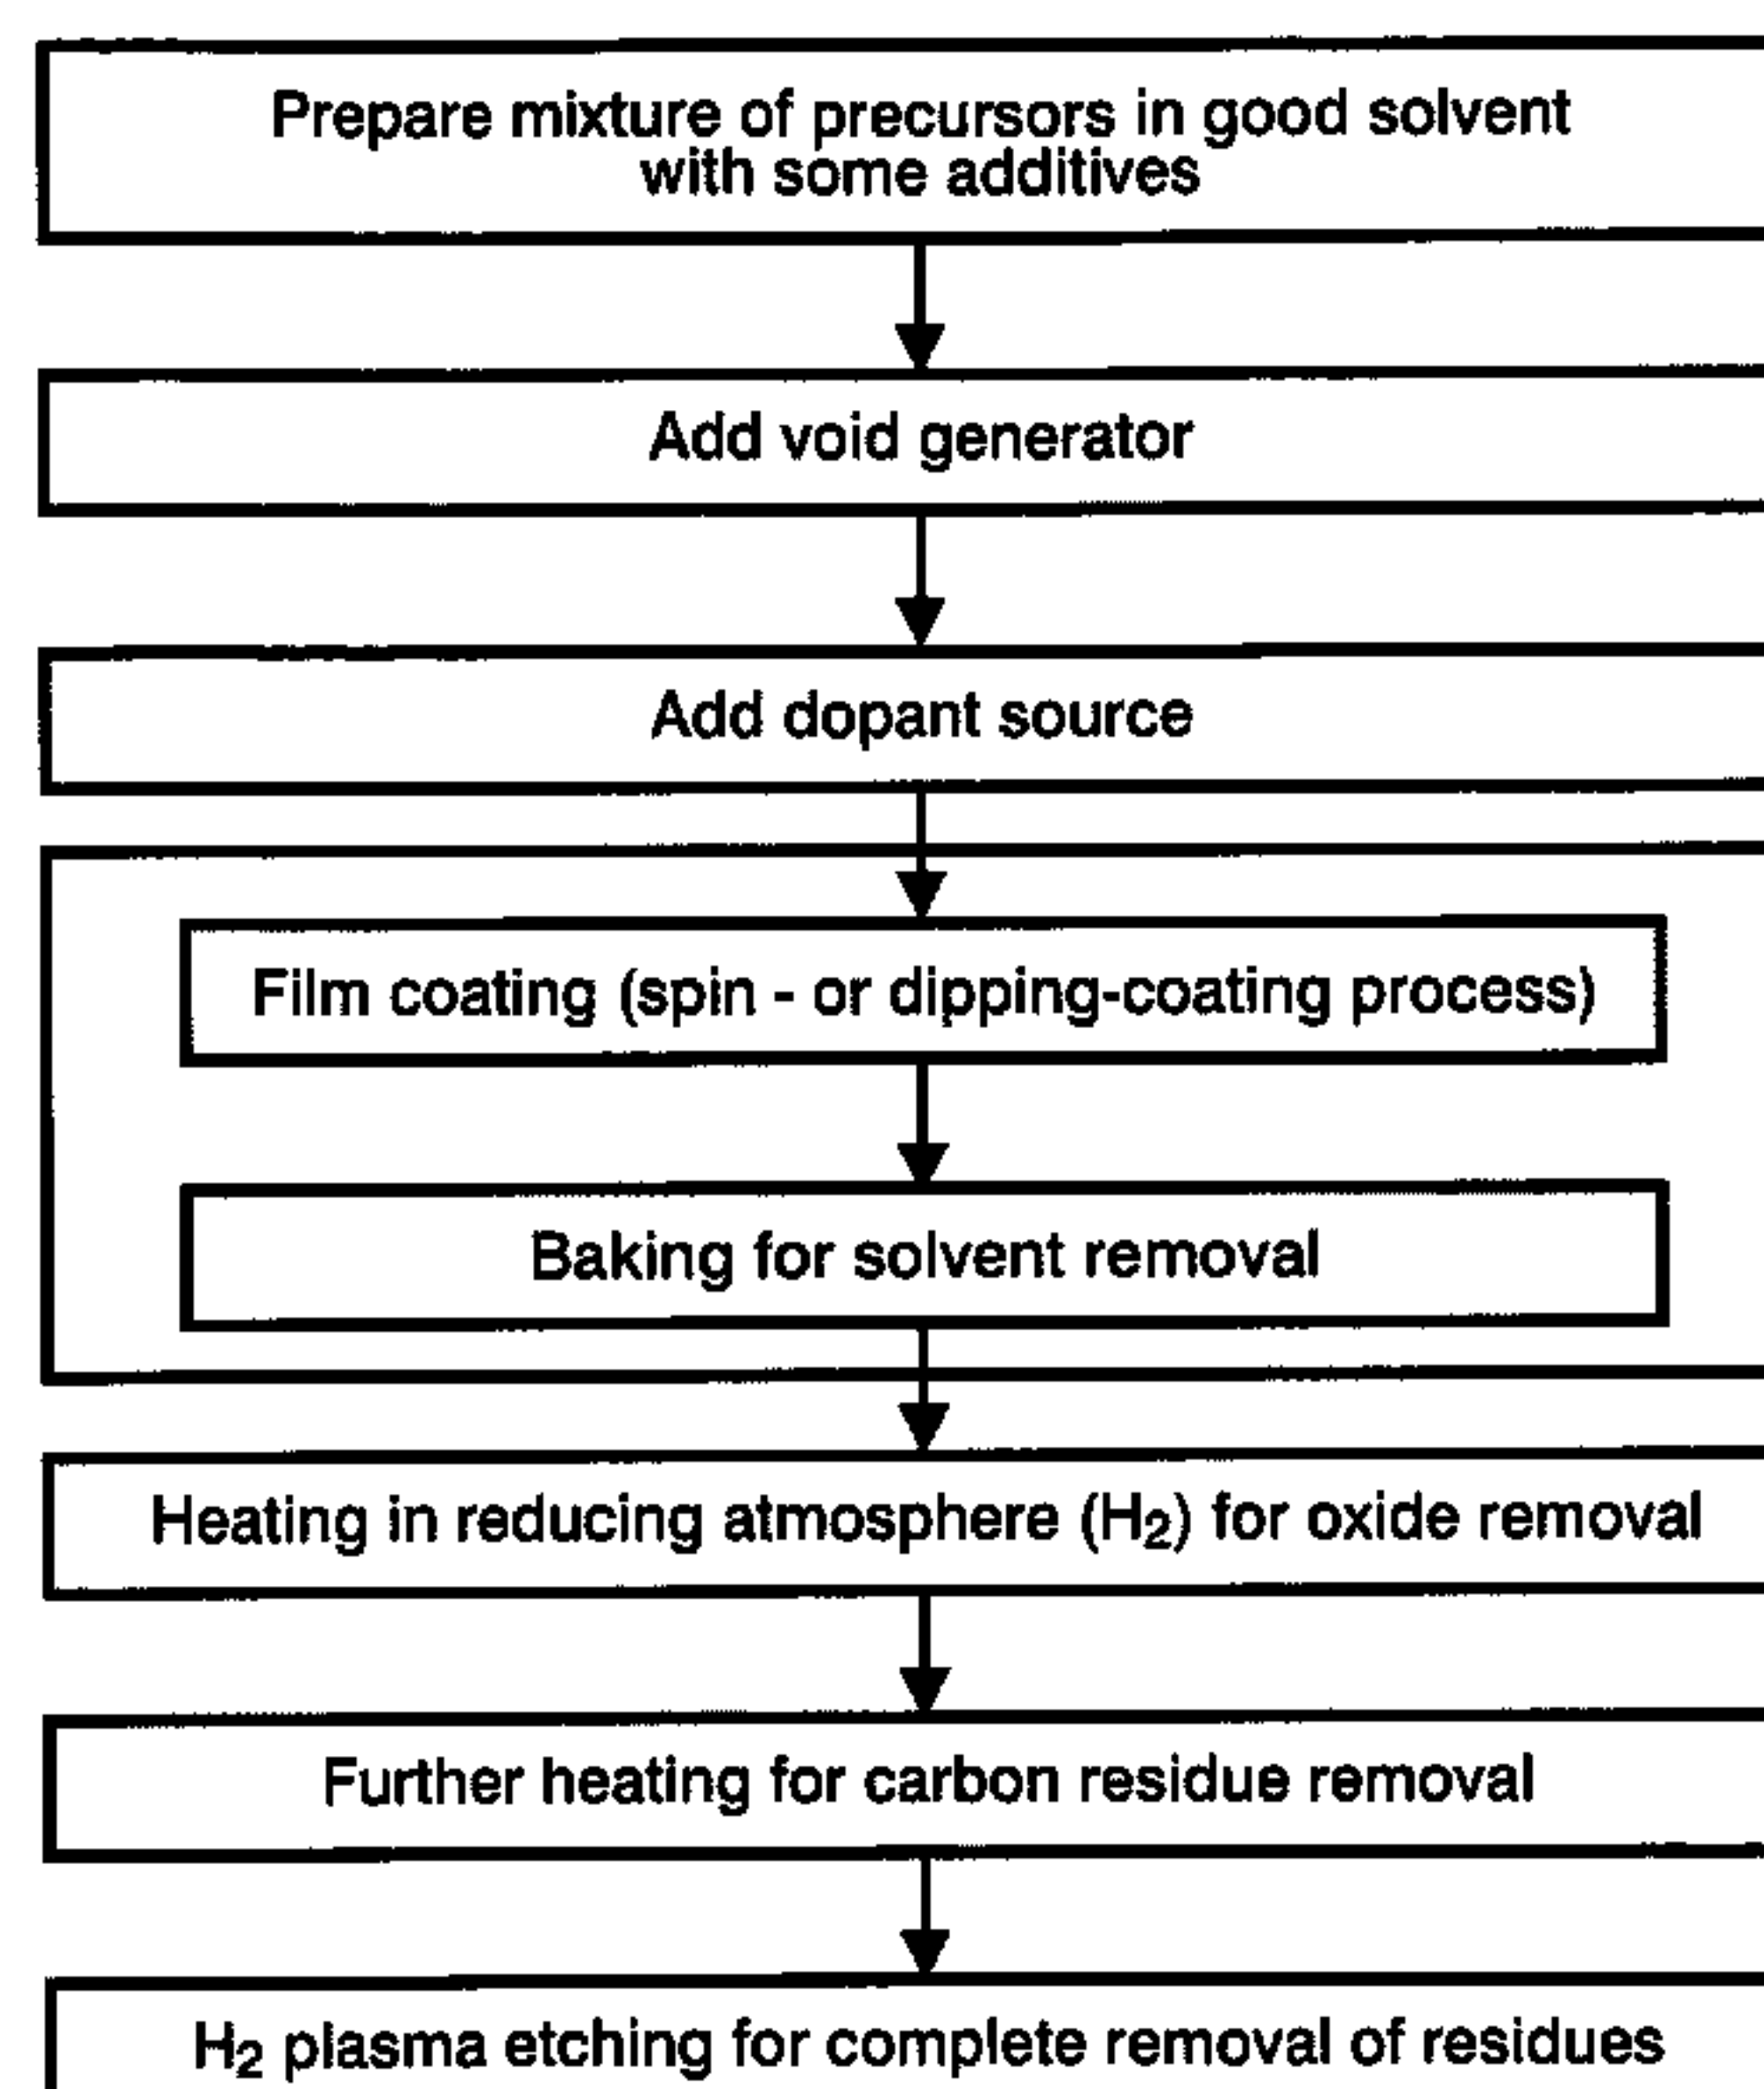 Prepare mixture of precursors in good solvent
with some additives
Add void generator
Add dopant source
Film coating (spin - or dipping-coating process)
Baking for solvent removal
Heating in reducing atmosphere (H₂) for oxide removal
Further heating for carbon residue removal
H₂ plasma etching for complete removal of residues